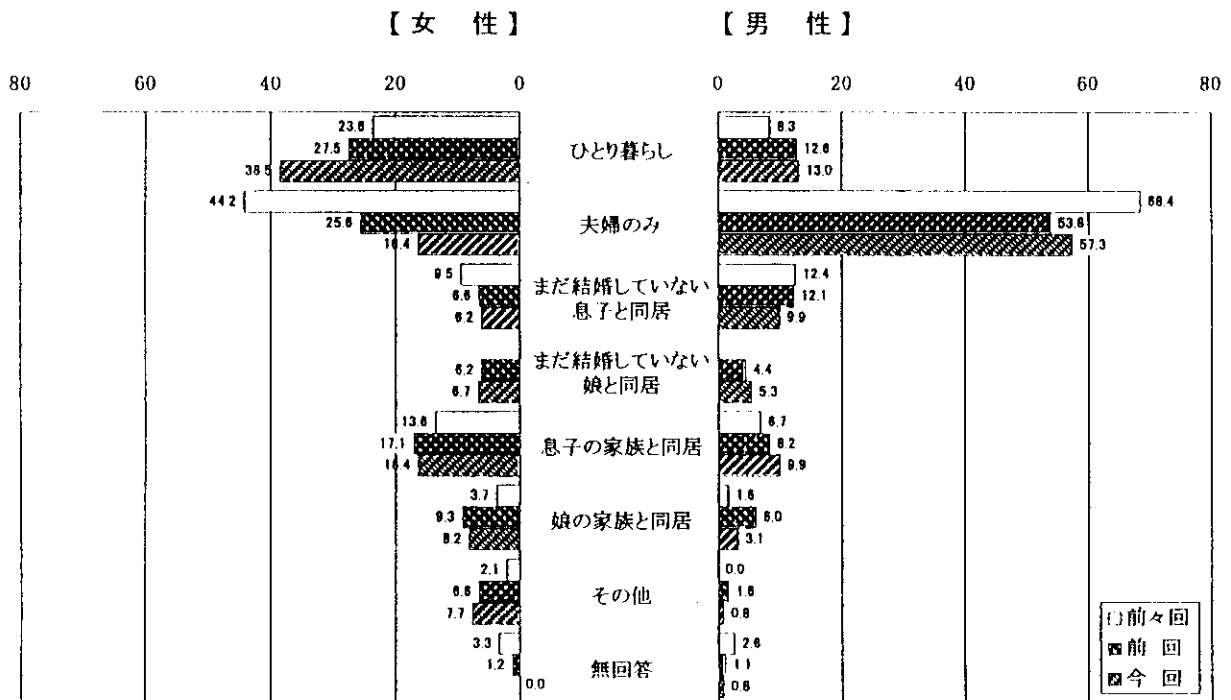 【女 性】 【男 性】
80 40 20 0 0 20 40 60 80
23.6 ひとり暮らし 8.3
27.5 12.6
38.5 13.0
44.2 夫婦のみ 68.4
25.6 53.8
16.4 57.3
9.5 まだ結婚していない 12.4
6.6 息子と同居 12.1
6.2 9.9
まだ結婚していない
6.2 娘と同居 4.4
6.7 5.3
13.6 息子の家族と同居 6.7
17.1 8.2
16.4 9.9
3.7 娘の家族と同居 1.6
9.3 6.0
8.2 3.1
2.1 その他 0.0
6.6 1.6
7.7 0.8
3.3 無回答 2.6
1.2 1.1
0.0 0.8
前々回
前 回
今 回